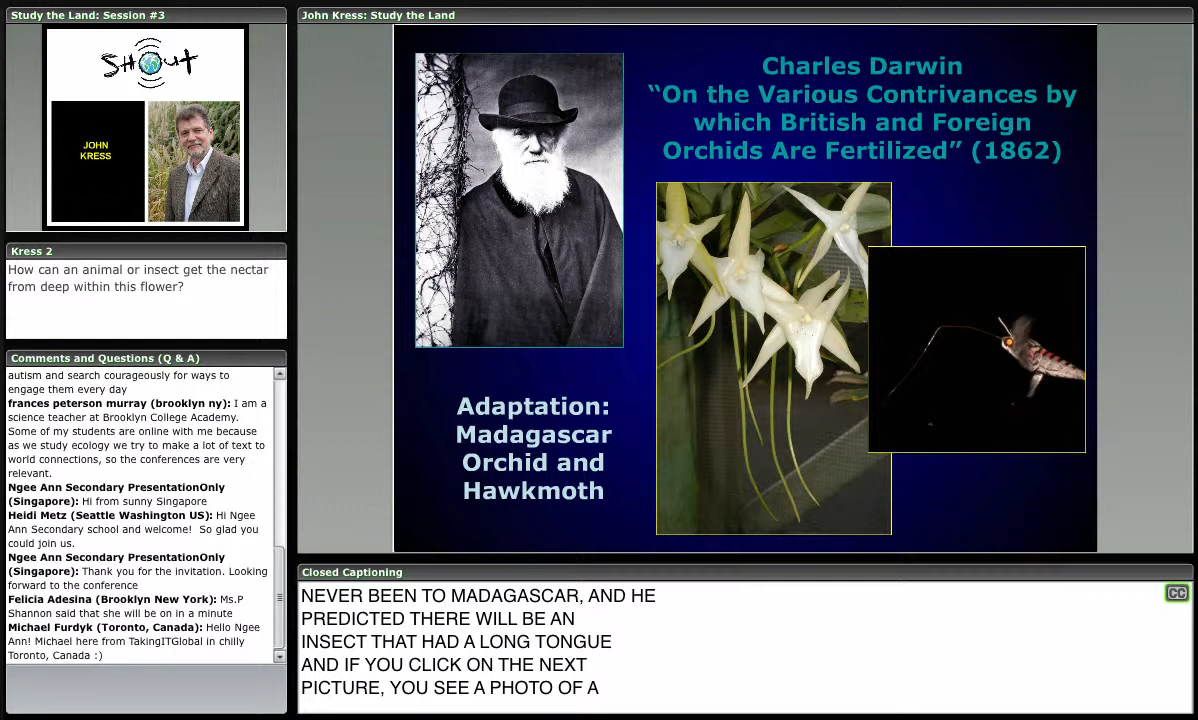 Study the Land: Session #3
SHOUT
JOHN
KRESS
Kress 2
How can an animal or insect get the nectar
from deep within this flower?
Comments and Questions (Q & A)
autism and search courageously for ways to
engage them every day
frances peterson murray (brooklyn ny): I am a
science teacher at Brooklyn College Academy.
Some of my students are online with me because
as we study ecology we try to make a lot of text to
world connections, so the conferences are very
relevant.
Ngee Ann Secondary PresentationOnly
(Singapore): Hi from sunny Singapore
Heidi Metz (Seattle Washington US): Hi Ngee
Ann Secondary school and welcome!  So glad you
could join us.
Ngee Ann Secondary PresentationOnly
(Singapore): Thank you for the invitation. Looking
forward to the conference
Felicia Adesina (Brooklyn New York): Ms.P
Shannon said that she will be on in a minute
Michael Furdyk (Toronto, Canada): Hello Ngee
Ann! Michael here from TakingITGlobal in chilly
Toronto, Canada :)
John Kress: Study the Land
Charles Darwin
“On the Various Contrivances by
which British and Foreign
Orchids Are Fertilized” (1862)
Adaptation:
Madagascar
Orchid and
Hawkmoth
Closed Captioning
NEVER BEEN TO MADAGASCAR, AND HE
PREDICTED THERE WILL BE AN
INSECT THAT HAD A LONG TONGUE
AND IF YOU CLICK ON THE NEXT
PICTURE, YOU SEE A PHOTO OF A
CC